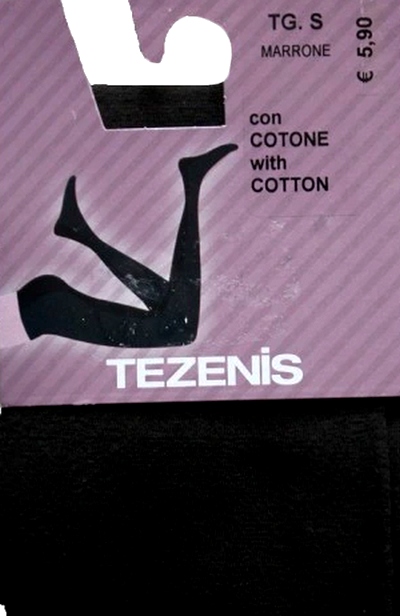 TG. S
MARRONE
€ 5,90
con
COTONE
with
COTTON
TEZENiS